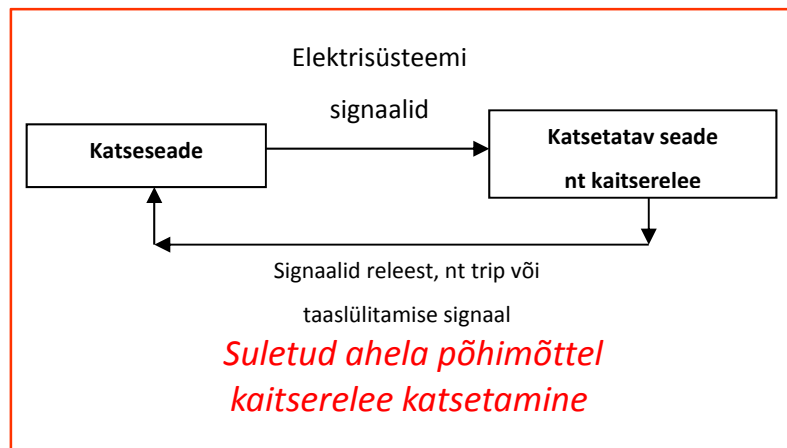 Elektrisüsteemi
signaalid
Katseseade
Katsetatav seade
nt kaitserelee
Signaalid releest, nt trip või
taaslülitamise signaal
Suletud ahela põhimõttel
kaitserelee katsetamine